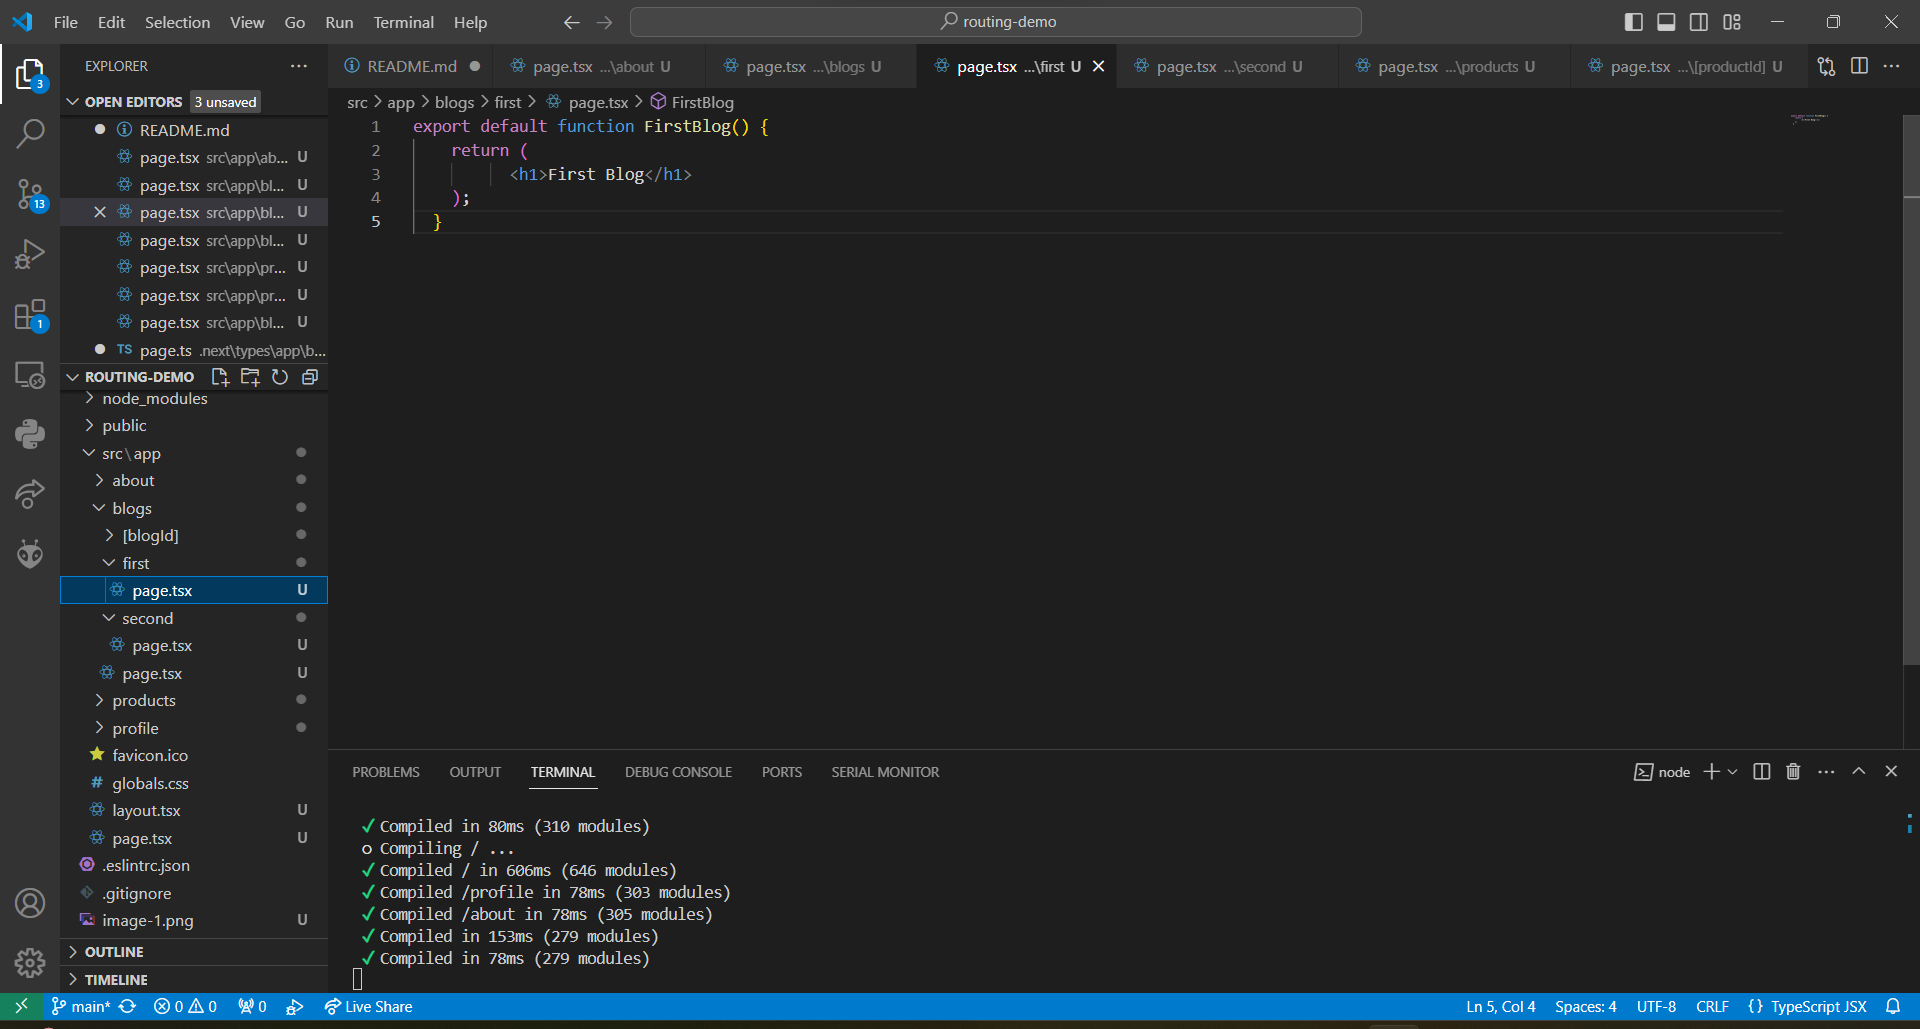 File Edit Selection View Go Run Terminal Help
routing-demo
EXPLORER
OPEN EDITORS 3 unsaved
README.md
page.tsx src\app\ab... U
page.tsx src\app\bl... U
page.tsx src\app\bl... U
page.tsx src\app\bl... U
page.tsx src\app\pr... U
page.tsx src\app\pr... U
page.tsx src\app\bl... U
TS page.ts .next\types\app\b...
ROUTING-DEMO
node_modules
public
src\app
about
blogs
[blogId]
first
page.tsx U
second
page.tsx U
page.tsx U
products
profile
favicon.ico
# globals.css
layout.tsx U
page.tsx U
.eslintrc.json
.gitignore
image-1.png U
OUTLINE
TIMELINE
3
13
1
README.md
page.tsx ...\about U
page.tsx ...\blogs U
page.tsx ...\first U
page.tsx ...\second U
page.tsx ...\products U
page.tsx ...\[productId] U
src > app > blogs > first > page.tsx > FirstBlog
1 export default function FirstBlog() {
2 return (
3 <h1>First Blog</h1>
4 );
5 }
PROBLEMS OUTPUT TERMINAL DEBUG CONSOLE PORTS SERIAL MONITOR
node
✓ Compiled in 80ms (310 modules)
o Compiling / ...
✓ Compiled / in 606ms (646 modules)
✓ Compiled /profile in 78ms (303 modules)
✓ Compiled /about in 78ms (305 modules)
✓ Compiled in 153ms (279 modules)
✓ Compiled in 78ms (279 modules)
main* 0 0 0 Live Share
Ln 5, Col 4 Spaces: 4 UTF-8 CRLF {} TypeScript JSX